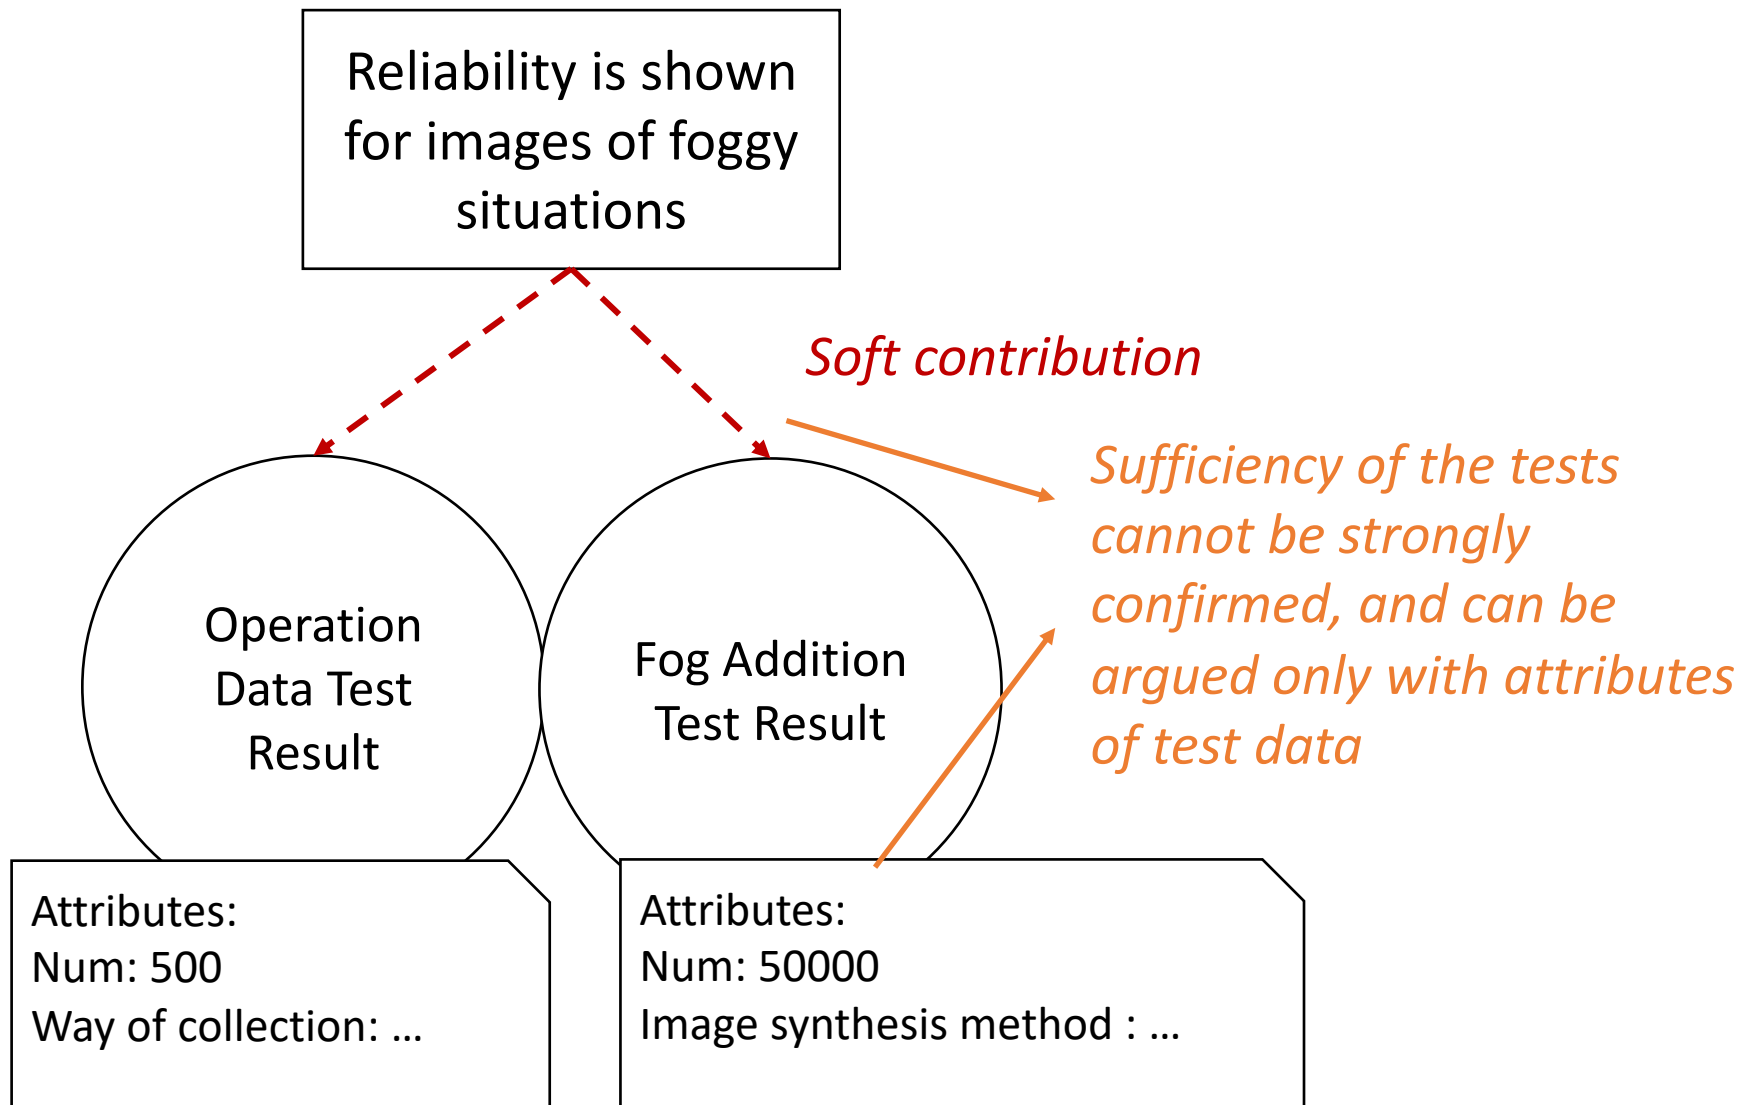 Reliability is shown
for images of foggy
situations
Soft contribution
Sufficiency of the tests
cannot be strongly
confirmed, and can be
argued only with attributes
of test data
Operation
Data Test
Result
Fog Addition
Test Result
Attributes:
Num: 500
Way of collection: ...
Attributes:
Num: 50000
Image synthesis method : ...